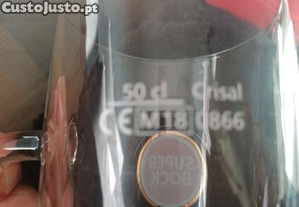 CustoJusto.pt
50 cl Crisal
CE M18 0866
SUPER
BOCK